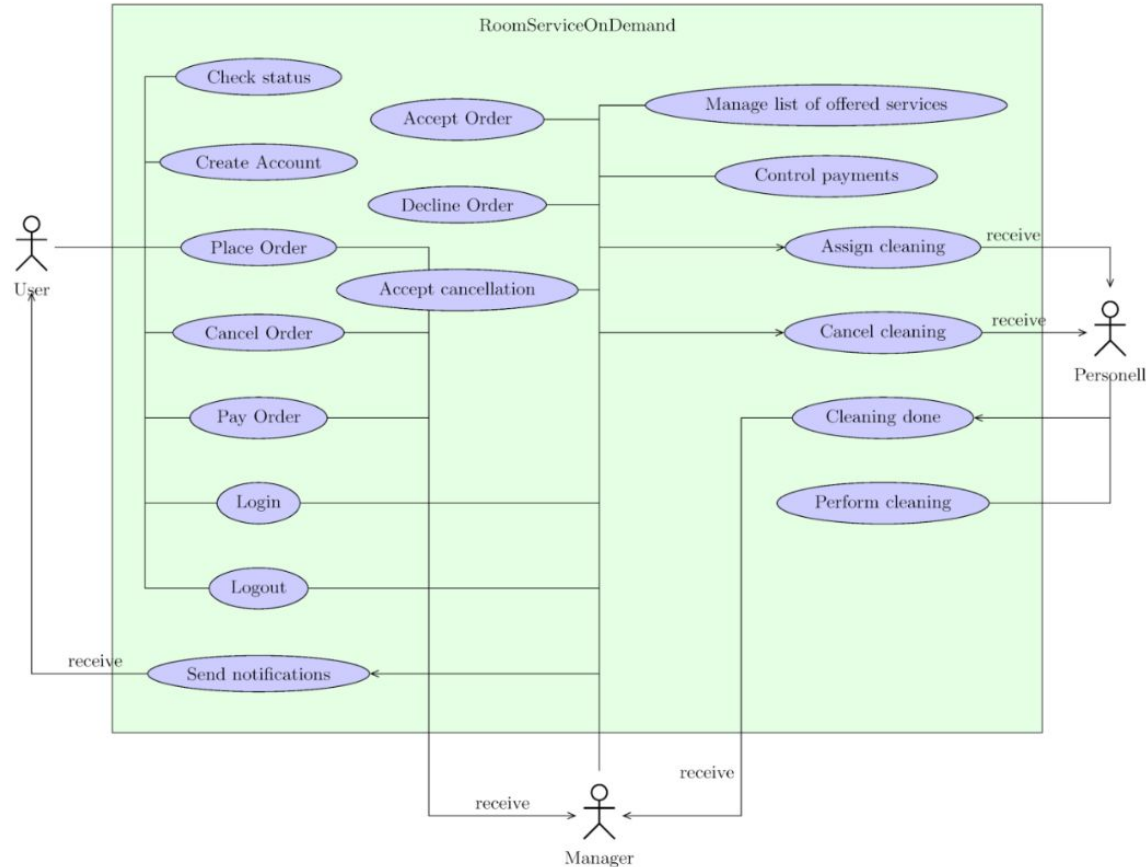 RoomServiceOnDemand
Check status
Manage list of offered services
Accept Order
Create Account
Control payments
Decline Order
Place Order
Assign cleaning
receive
User
Accept cancellation
Cancel Order
Cancel cleaning
receive
Personell
Pay Order
Cleaning done
Login
Perform cleaning
Logout
receive
Send notifications
receive
receive
Manager